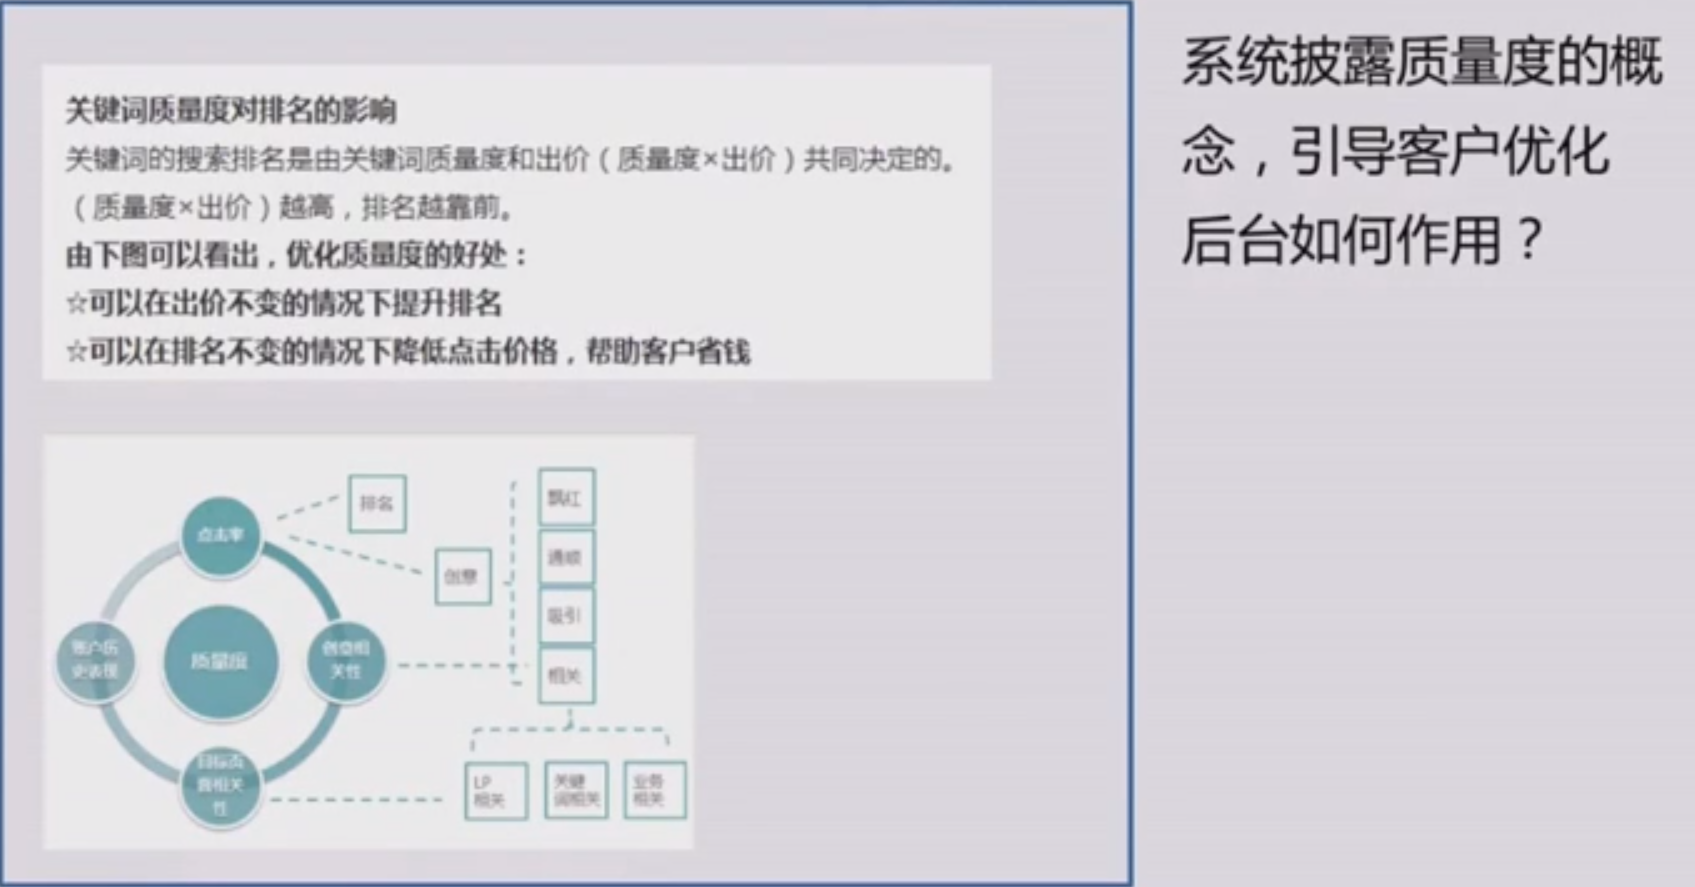 关键词质量度对排名的影响
关键词的搜索排名是由关键词质量度和出价（质量度×出价）共同决定的。
（质量度×出价）越高，排名越靠前。
由下图可以看出，优化质量度的好处：
☆可以在出价不变的情况下提升排名
☆可以在排名不变的情况下降低点击价格，帮助客户省钱
系统披露质量度的概
念，引导客户优化
后台如何作用？
点击率
排名
创意
飘红
通顺
吸引
相关
账户历
史表现
质量度
创意相
关性
目标页
面相关
性
LP
相关
关键
词相关
业务
相关